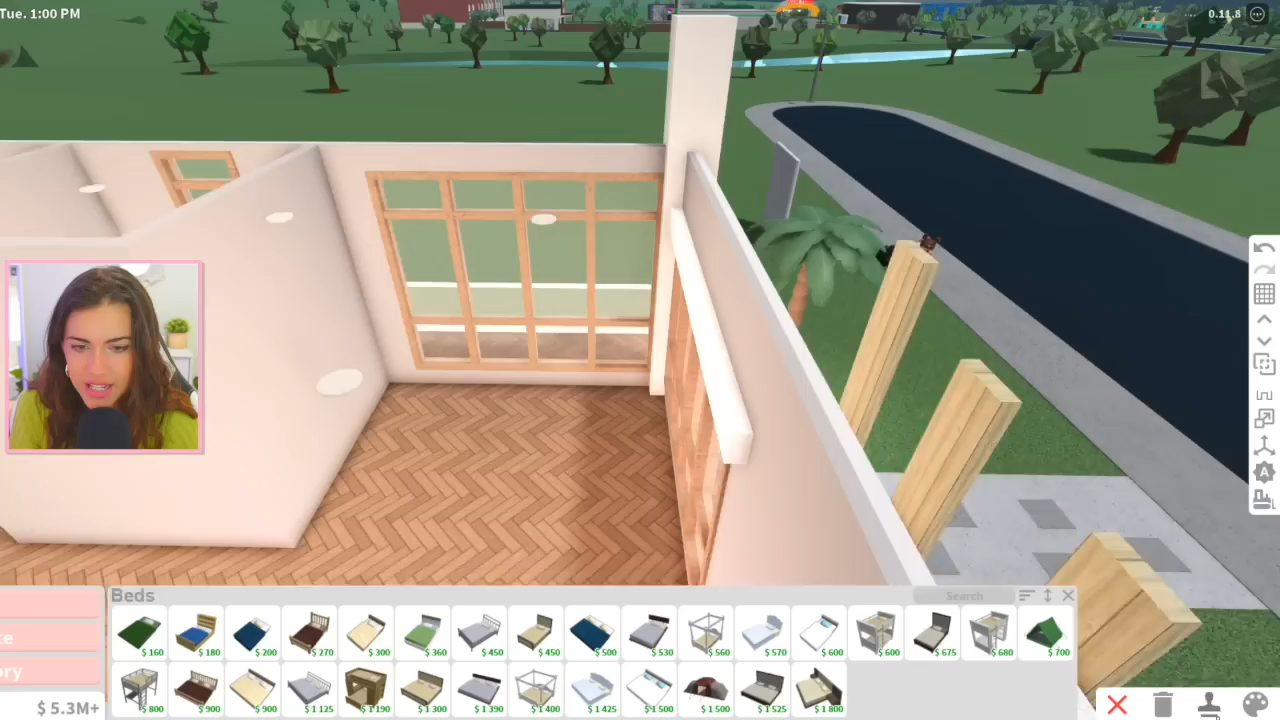 Tue. 1:00 PM
0.11.8
A
Beds
Search
$ 160
$ 180
$ 200
$ 270
$ 300
$ 360
$ 450
$ 450
$ 500
$ 530
$ 560
$ 570
$ 600
$ 600
$ 675
$ 680
$ 700
te
ory
$ 800
$ 900
$ 900
$ 1 125
$ 1 190
$ 1 300
$ 1 390
$ 1 400
$ 1 425
$ 1 500
$ 1 500
$ 1 525
$ 1 800
$ 5.3M+